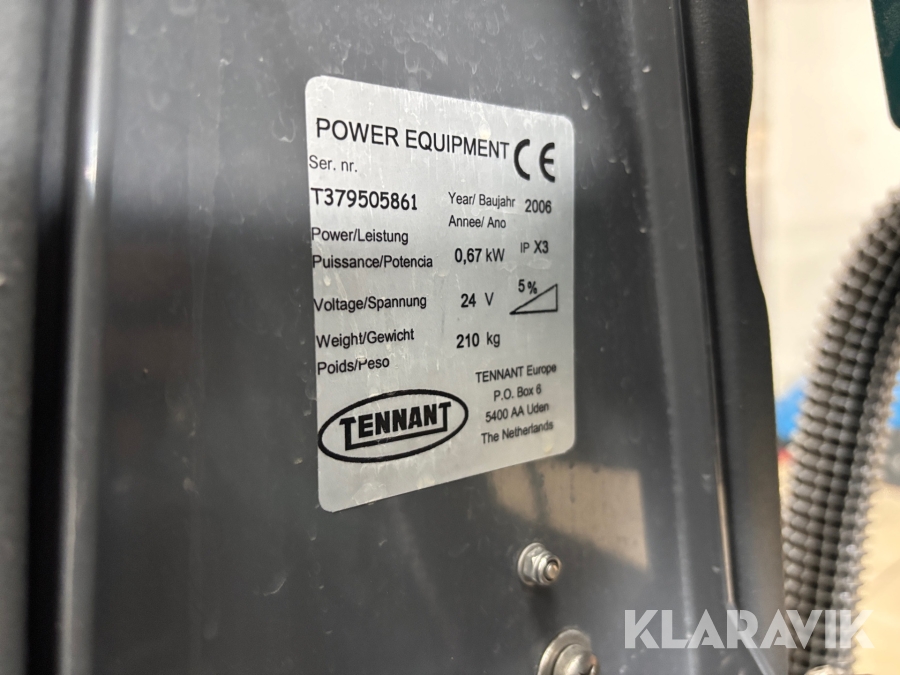 POWER EQUIPMENT CE
Ser. nr.
T379505861
Year/ Baujahr 2006
Annee/ Ano
Power/Leistung
Puissance/Potencia 0,67 kW IP X3
Voltage/Spannung 24 V 5%
Weight/Gewicht 210 kg
Poids/Peso
TENNANT
TENNANT Europe
P.O. Box 6
5400 AA Uden
The Netherlands
KLARAVIK